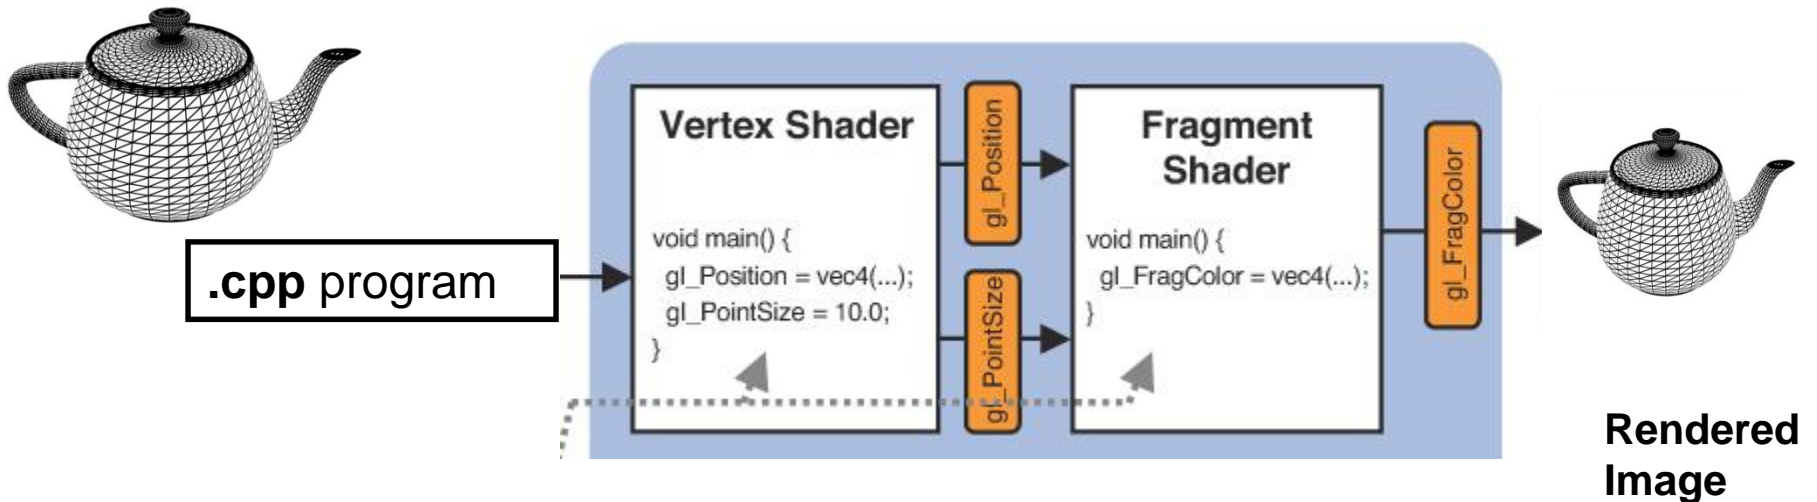 .cpp program
Vertex Shader
void main() {
gl_Position = vec4(...);
gl_PointSize = 10.0;
}
gl_Position
gl_PointSize
Fragment
Shader
void main() {
gl_FragColor = vec4(...);
}
gl_FragColor
Rendered
Image